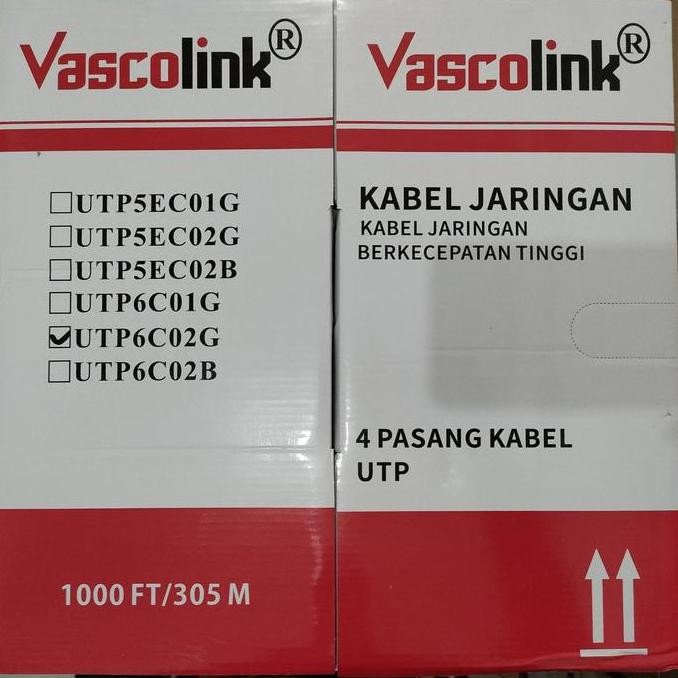 Vascolink®
☐UTP5EC01G
☐UTP5EC02G
☐UTP5EC02B
☐UTP6C01G
☑UTP6C02G
☐UTP6C02B
1000 FT/305 M
Vascolink®
KABEL JARINGAN
KABEL JARINGAN
BERKECEPATAN TINGGI
4 PASANG KABEL
UTP